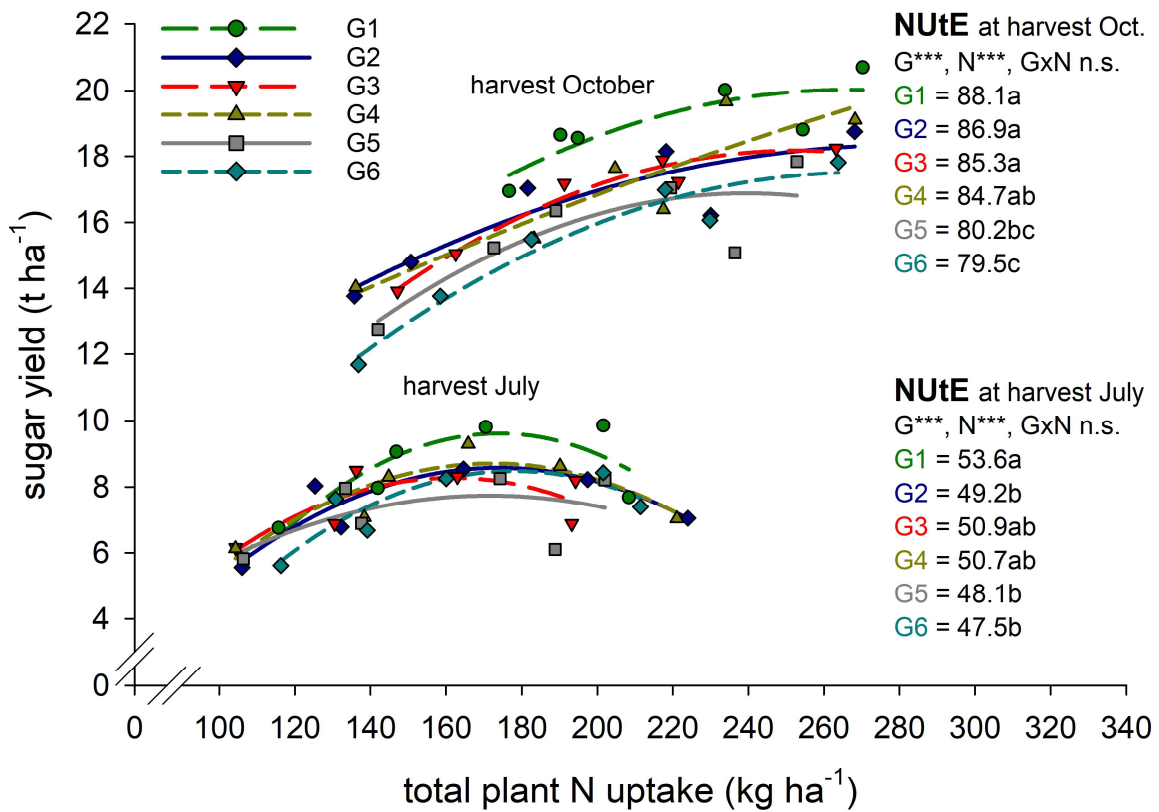 22
20
18
16
14
12
10
8
6
4
0
sugar yield (t ha⁻¹)
G1
G2
G3
G4
G5
G6
harvest October
harvest July
NUtE at harvest Oct.
G***, N***, GxN n.s.
G1 = 88.1a
G2 = 86.9a
G3 = 85.3a
G4 = 84.7ab
G5 = 80.2bc
G6 = 79.5c
NUtE at harvest July
G***, N***, GxN n.s.
G1 = 53.6a
G2 = 49.2b
G3 = 50.9ab
G4 = 50.7ab
G5 = 48.1b
G6 = 47.5b
0 100 120 140 160 180 200 220 240 260 280 300 320 340
total plant N uptake (kg ha⁻¹)